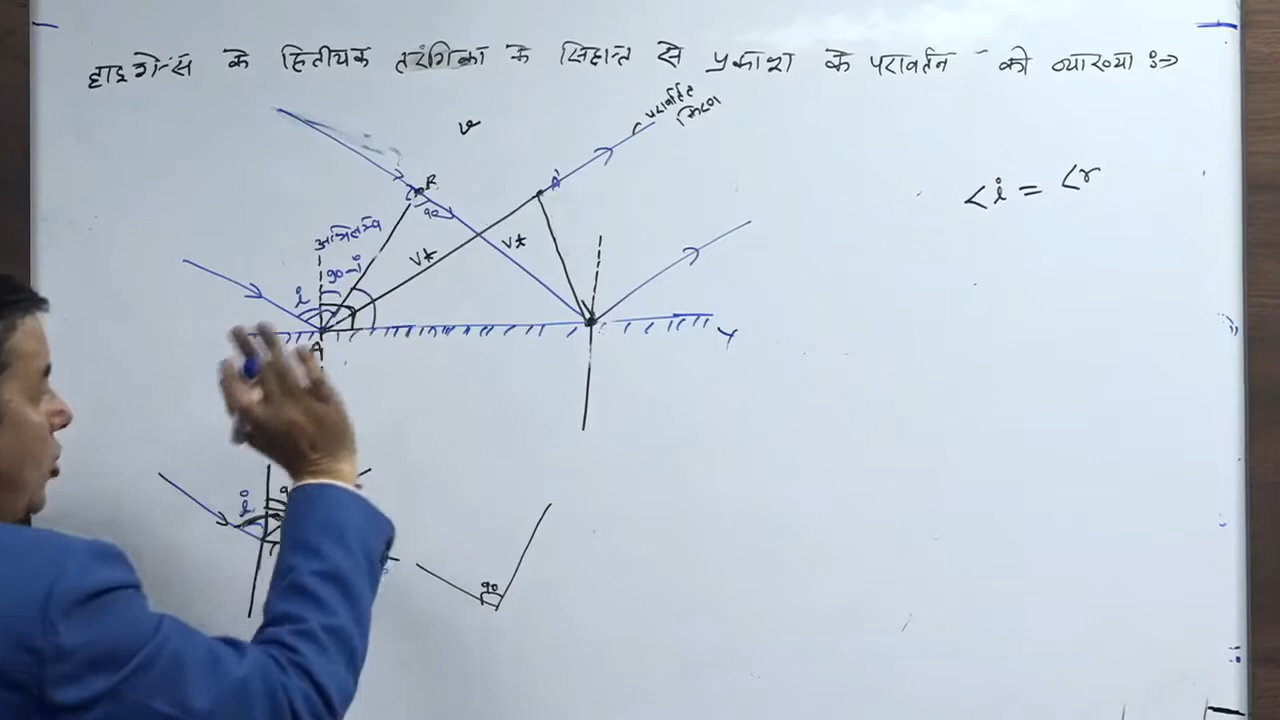 हाइगेन्स के द्वितीयक तरंगिका के सिद्धान्त से प्रकाश के परावर्तन की व्याख्या :->
परावर्तित
किरण
v
∠i = ∠r
B
A'
90
अभिलम्ब
vt
vt
90-i
i
A
Y
i
90